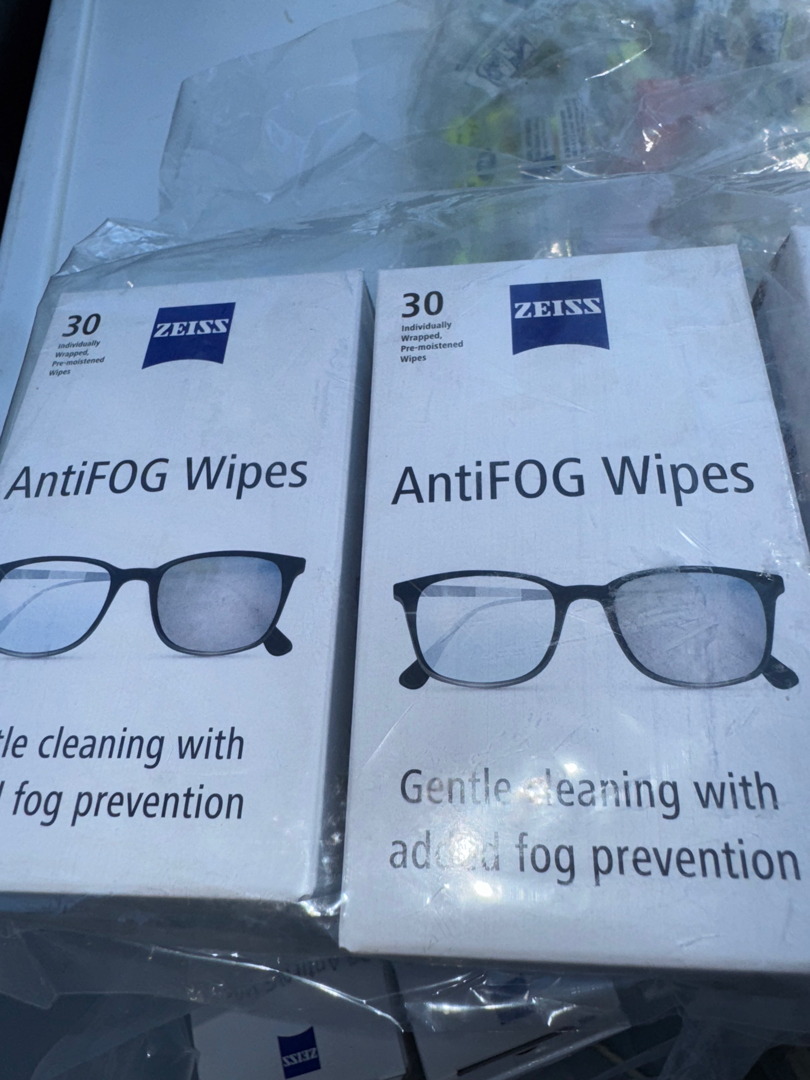 30
Individually
Wrapped,
Pre-moistened
Wipes
ZEISS
AntiFOG Wipes
tle cleaning with
fog prevention
30
Individually
Wrapped,
Pre-moistened
Wipes
ZEISS
AntiFOG Wipes
Gentle cleaning with
added fog prevention
ZEISS